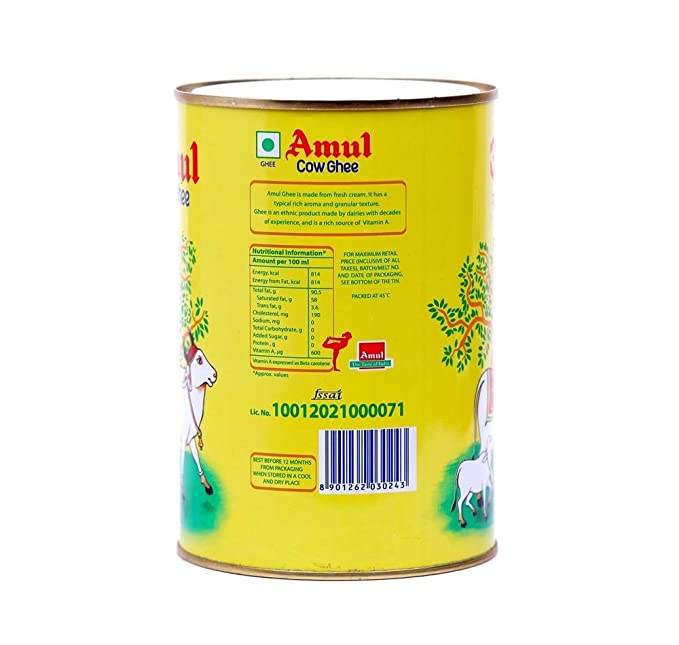 Amul
Cow Ghee
GHEE
Amul Ghee is made from fresh cream. It has a
typical rich aroma and granular texture.
Ghee is an ethnic product made by dairies with decades
of experience, and is a rich source of Vitamin A.
Nutritional Information*
Amount per 100 ml
Energy, kcal 814
Energy from Fat, kcal 814
Total fat, g 90.5
Saturated fat, g 58
Trans fat, g 3.6
Cholesterol, mg 190
Sodium, mg 0
Total Carbohydrate, g 0
Added Sugar, g 0
Protein, g 0
Vitamin A, µg 600
Vitamin A expressed as Beta carotene
*Approx. values
FOR MAXIMUM RETAIL
PRICE (INCLUSIVE OF ALL
TAXES), BATCH/MELT NO.
AND DATE OF PACKAGING,
SEE BOTTOM OF THE TIN.
PACKED AT 45°C
Amul
The Taste of India
fssai
Lic. No. 10012021000071
BEST BEFORE 12 MONTHS
FROM PACKAGING
WHEN STORED IN A COOL
AND DRY PLACE
8 901262 030243